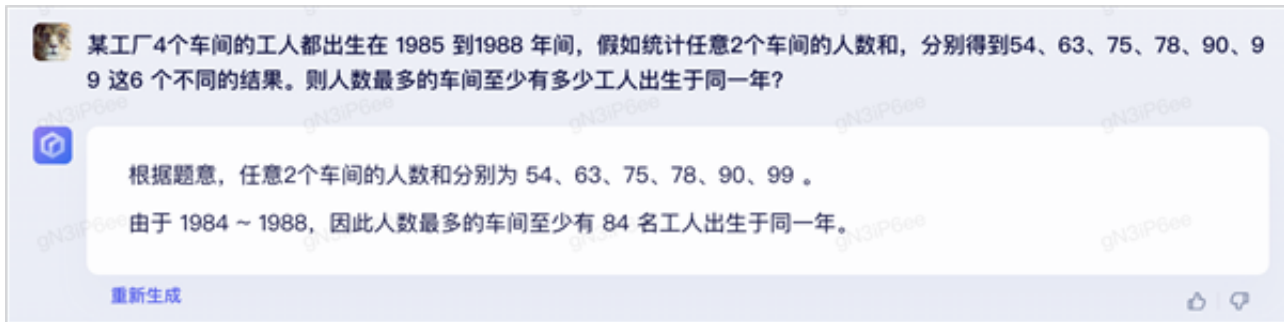 某工厂4个车间的工人都出生在 1985 到1988 年间，假如统计任意2个车间的人数和，分别得到54、63、75、78、90、9
9 这6 个不同的结果。则人数最多的车间至少有多少工人出生于同一年？
根据题意，任意2个车间的人数和分别为 54、63、75、78、90、99 。
由于 1984 ~ 1988，因此人数最多的车间至少有 84 名工人出生于同一年。
重新生成
gN3iP6ee